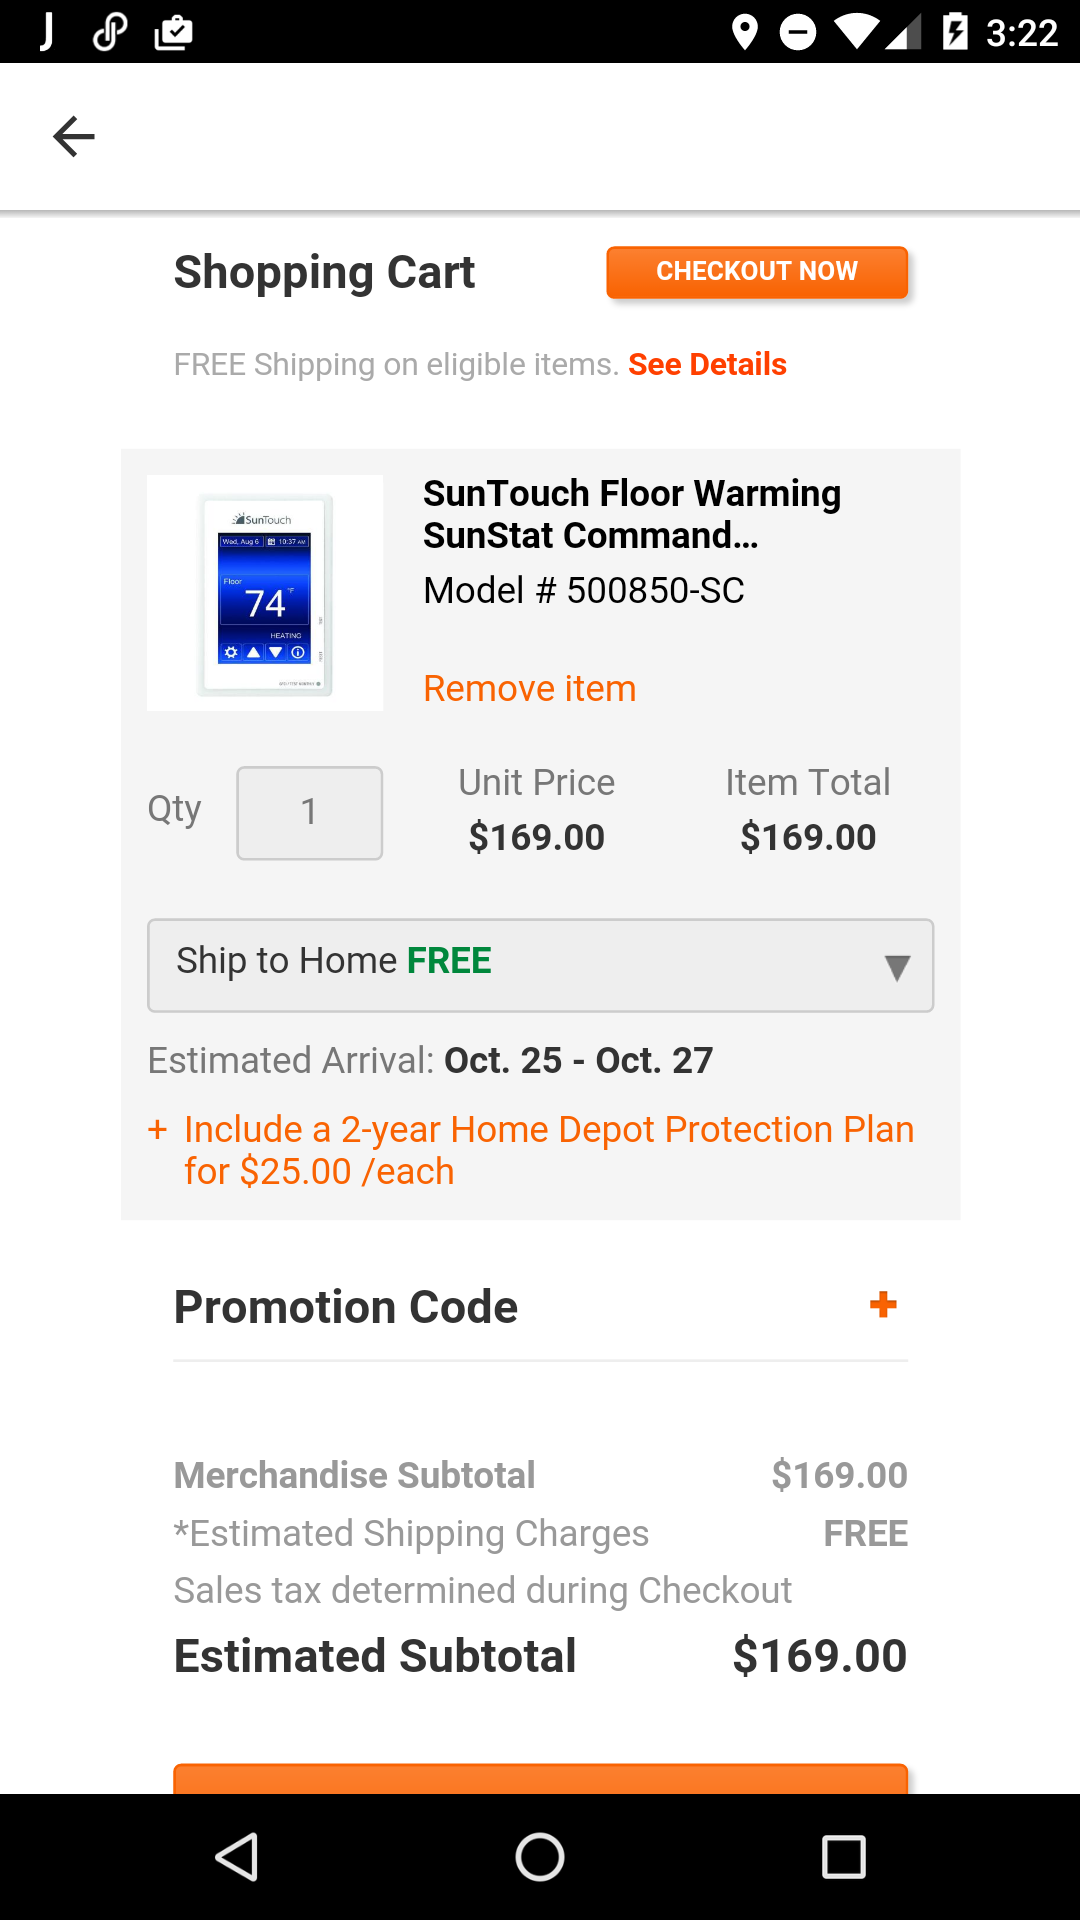 3:22
Shopping Cart
CHECKOUT NOW
FREE Shipping on eligible items. See Details
SunTouch
Wed, Aug 6 10:37 AM
Floor
74 °F
HEATING
SunTouch Floor Warming
SunStat Command…
Model # 500850-SC
Remove item
Qty 1
Unit Price
$169.00
Item Total
$169.00
Ship to Home FREE
Estimated Arrival: Oct. 25 - Oct. 27
+ Include a 2-year Home Depot Protection Plan
for $25.00 /each
Promotion Code
Merchandise Subtotal $169.00
*Estimated Shipping Charges FREE
Sales tax determined during Checkout
Estimated Subtotal $169.00